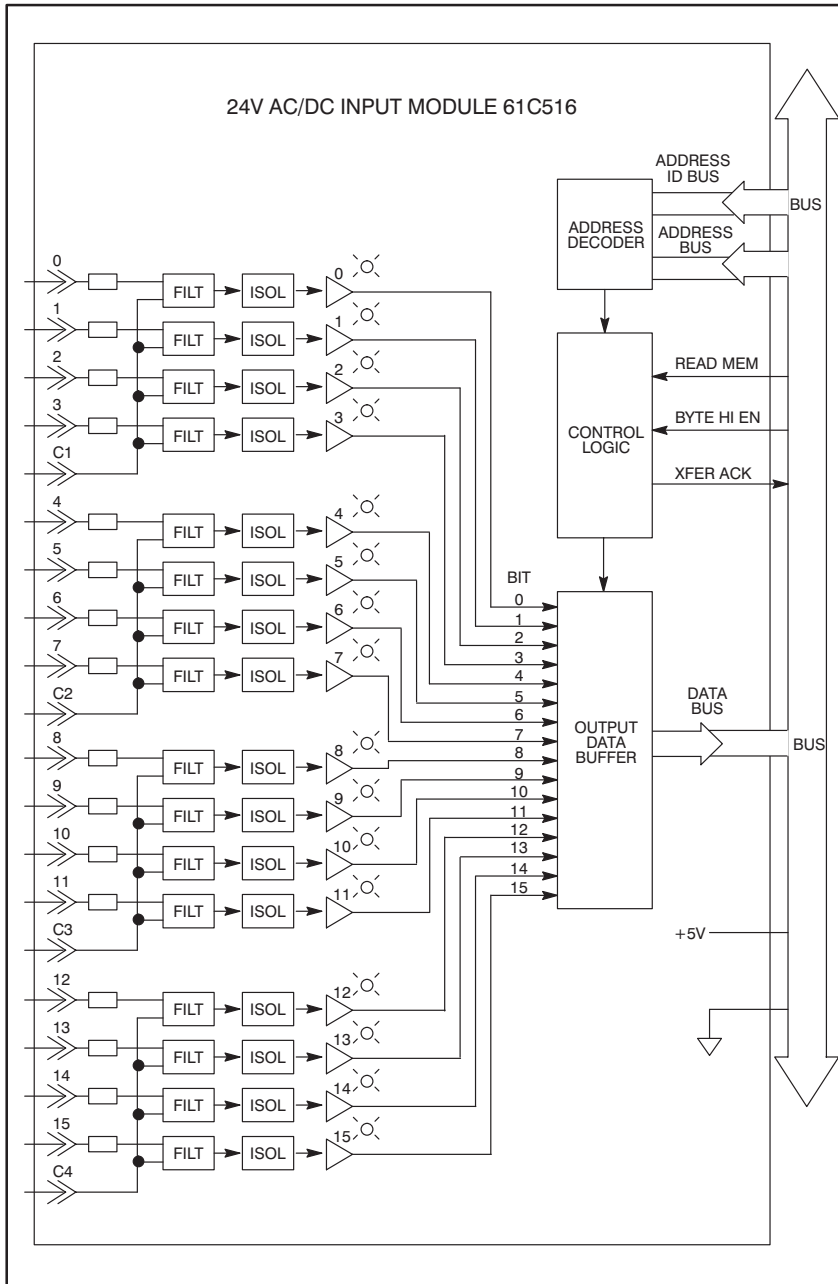 24V AC/DC INPUT MODULE 61C516
ADDRESS
ID BUS
BUS
ADDRESS
DECODER
ADDRESS
BUS
0
FILT
ISOL
0
1
FILT
ISOL
1
2
FILT
ISOL
2
3
FILT
ISOL
3
C1
READ MEM
BYTE HI EN
CONTROL
LOGIC
XFER ACK
4
FILT
ISOL
4
5
FILT
ISOL
5
6
FILT
ISOL
6
7
FILT
ISOL
7
C2
BIT
0
1
2
3
4
5
6
7
8
9
10
11
12
13
14
15
OUTPUT
DATA
BUFFER
DATA
BUS
BUS
8
FILT
ISOL
8
9
FILT
ISOL
9
10
FILT
ISOL
10
11
FILT
ISOL
11
C3
+5V
12
FILT
ISOL
12
13
FILT
ISOL
13
14
FILT
ISOL
14
15
FILT
ISOL
15
C4